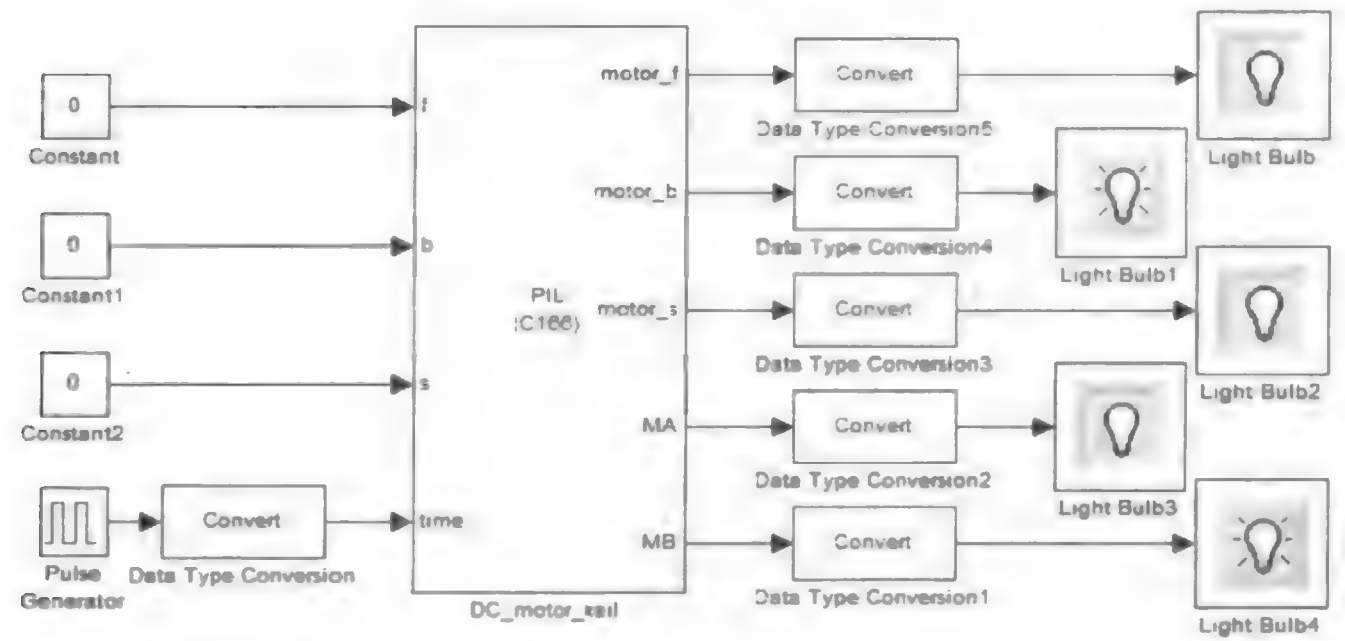 0
Constant
0
Constant1
0
Constant2
Pulse
Generator
Convert
Data Type Conversion
f
b
s
time
PIL
(C166)
motor_f
motor_b
motor_s
MA
MB
DC_motor_keil
Convert
Data Type Conversion5
Convert
Data Type Conversion4
Convert
Data Type Conversion3
Convert
Data Type Conversion2
Convert
Data Type Conversion1
Light Bulb
Light Bulb1
Light Bulb2
Light Bulb3
Light Bulb4